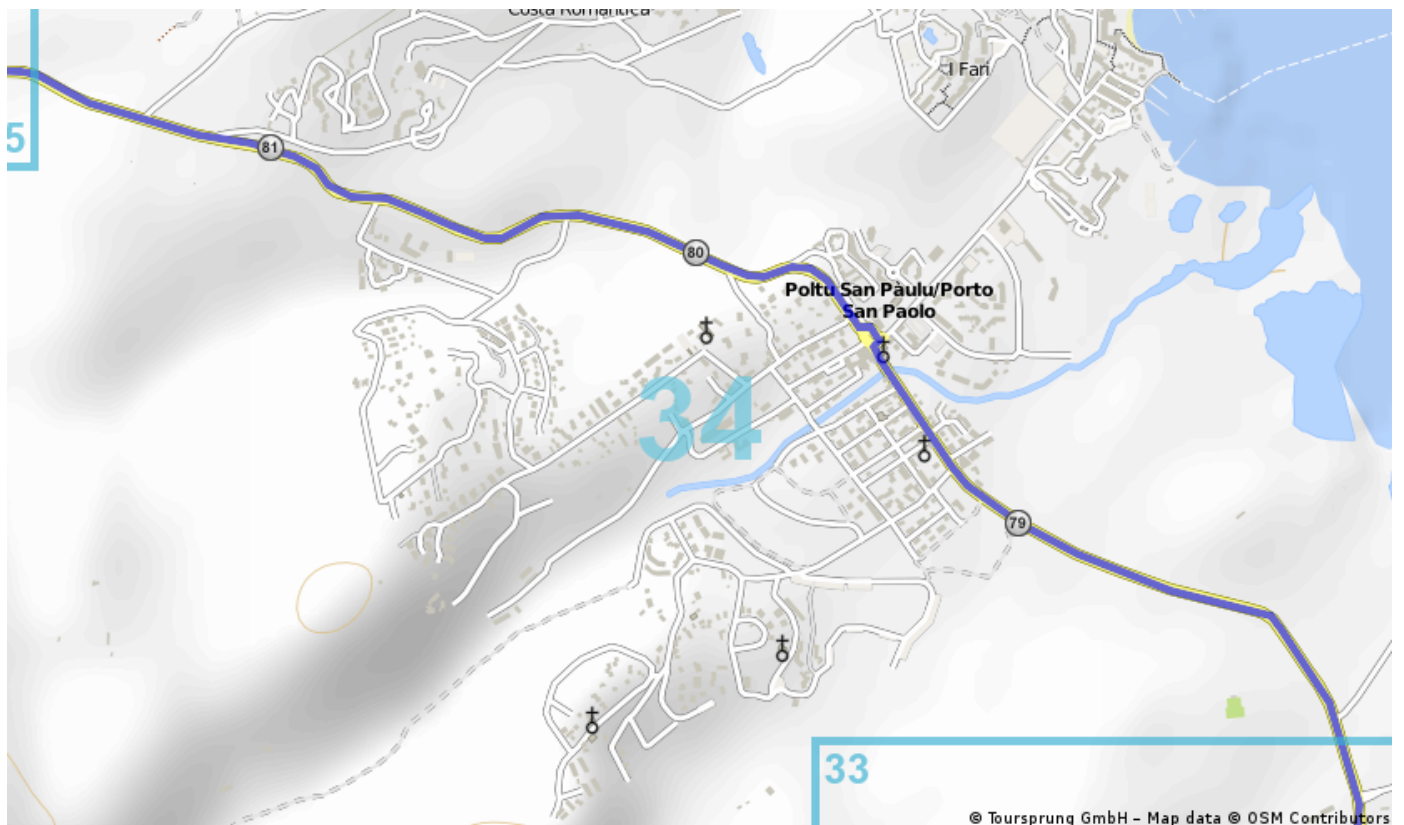 Costa Romantica
I Fari
5
81
80
Poltu San Pàulu/Porto
San Paolo
34
79
33
© Toursprung GmbH – Map data © OSM Contributors